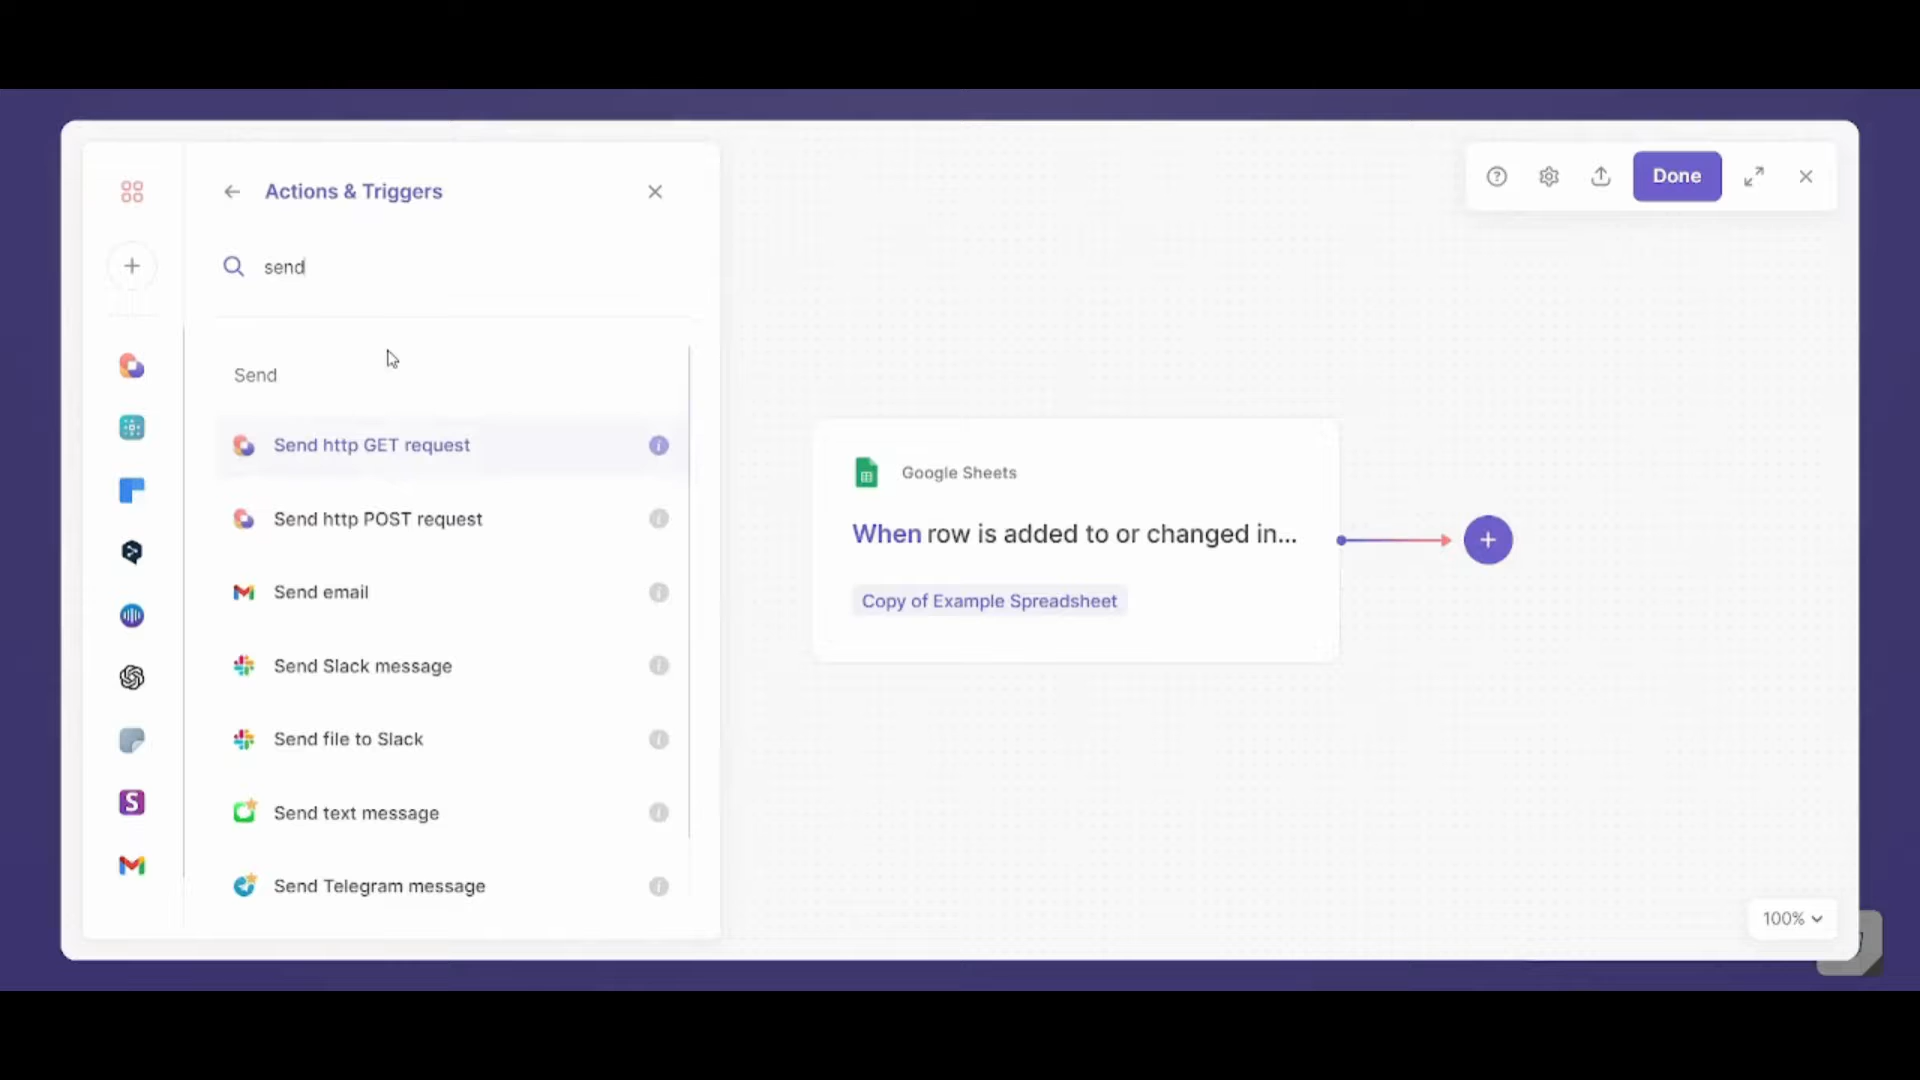 Actions & Triggers
send
Send
Send http GET request
Send http POST request
Send email
Send Slack message
Send file to Slack
Send text message
Send Telegram message
Google Sheets
When row is added to or changed in...
Copy of Example Spreadsheet
Done
100%